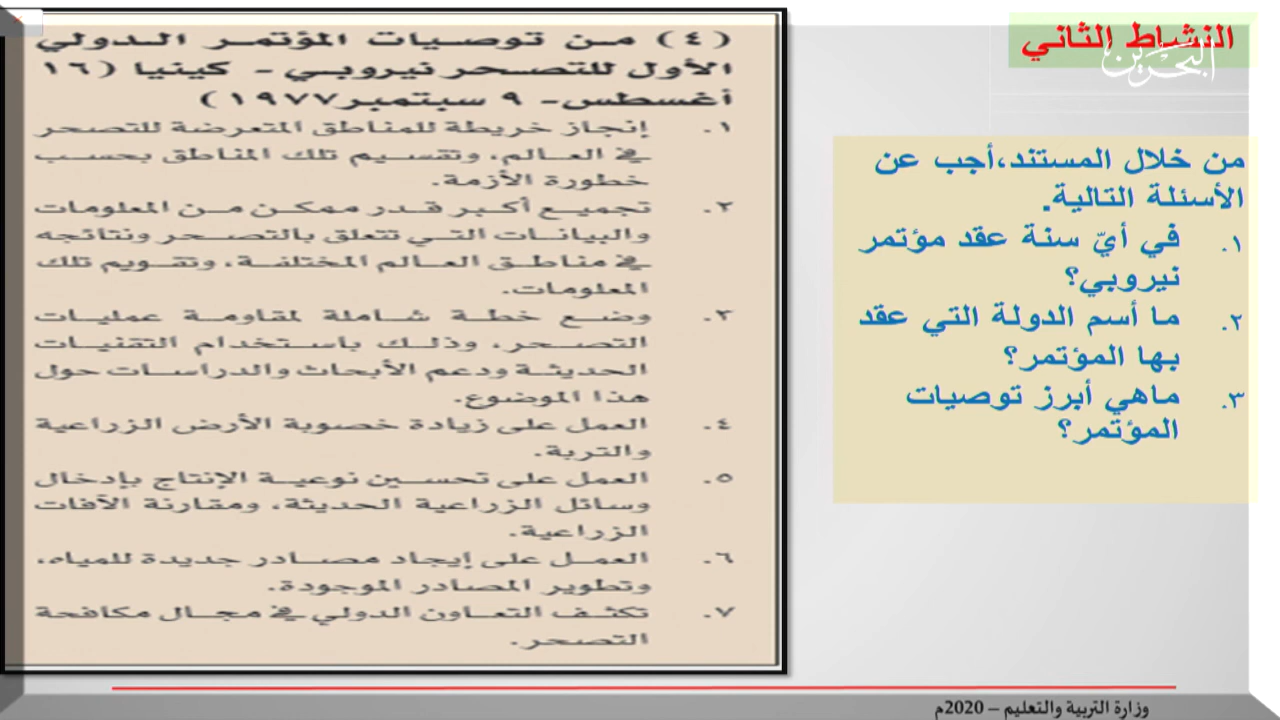 النشاط الثاني
البحرين
من خلال المستند،أجب عن
الأسئلة التالية.
١. في أيّ سنة عقد مؤتمر
نيروبي؟
٢. ما أسم الدولة التي عقد
بها المؤتمر؟
٣. ماهي أبرز توصيات
المؤتمر؟
(٤) من توصيات المؤتمر الدولي
الأول للتصحر نيروبي - كينيا (١٦
أغسطس- ٩ سبتمبر١٩٧٧)
١. إنجاز خريطة للمناطق المتعرضة للتصحر
في العالم، وتقسيم تلك المناطق بحسب
خطورة الأزمة.
٢. تجميع أكبر قدر ممكن من المعلومات
والبيانات التي تتعلق بالتصحر ونتائجه
في مناطق العالم المختلفة، وتقويم تلك
المعلومات.
٣. وضع خطة شاملة لمقاومة عمليات
التصحر، وذلك باستخدام التقنيات
الحديثة ودعم الأبحاث والدراسات حول
هذا الموضوع.
٤. العمل على زيادة خصوبة الأرض الزراعية
والتربة.
٥. العمل على تحسين نوعية الإنتاج بإدخال
وسائل الزراعية الحديثة، ومقارنة الآفات
الزراعية.
٦. العمل على إيجاد مصادر جديدة للمياه،
وتطوير المصادر الموجودة.
٧. تكثف التعاون الدولي في مجال مكافحة
التصحر.
وزارة التربية والتعليم – 2020م